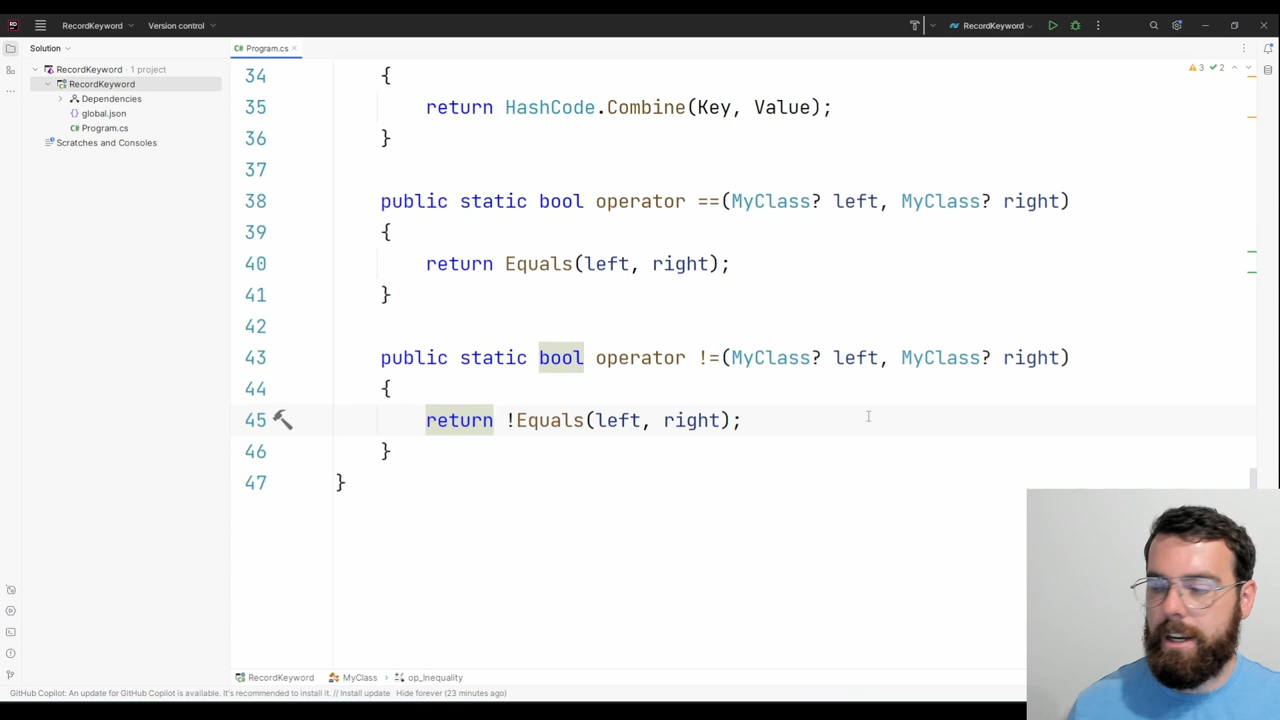 RecordKeyword Version control RecordKeyword
Solution Program.cs
RecordKeyword · 1 project
RecordKeyword
Dependencies
global.json
Program.cs
Scratches and Consoles
3 2
34 {
35 return HashCode.Combine(Key, Value);
36 }
37
38 public static bool operator ==(MyClass? left, MyClass? right)
39 {
40 return Equals(left, right);
41 }
42
43 public static bool operator !=(MyClass? left, MyClass? right)
44 {
45 return !Equals(left, right);
46 }
47 }
RecordKeyword MyClass op_Inequality
GitHub Copilot: An update for GitHub Copilot is available. It's recommended to install it. // Install update Hide forever (23 minutes ago)